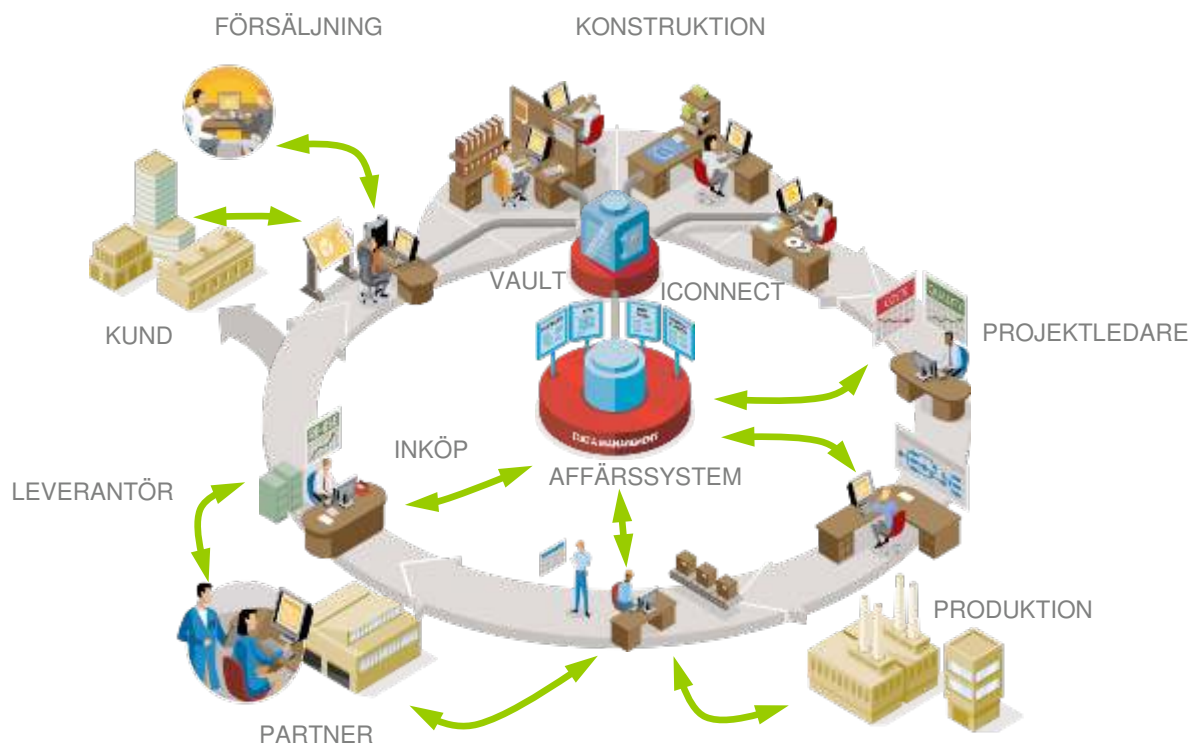 FÖRSÄLJNING
KONSTRUKTION
VAULT
ICONNECT
KUND
PROJEKTLEDARE
INKÖP
LEVERANTÖR
AFFÄRSSYSTEM
PRODUKTION
PARTNER